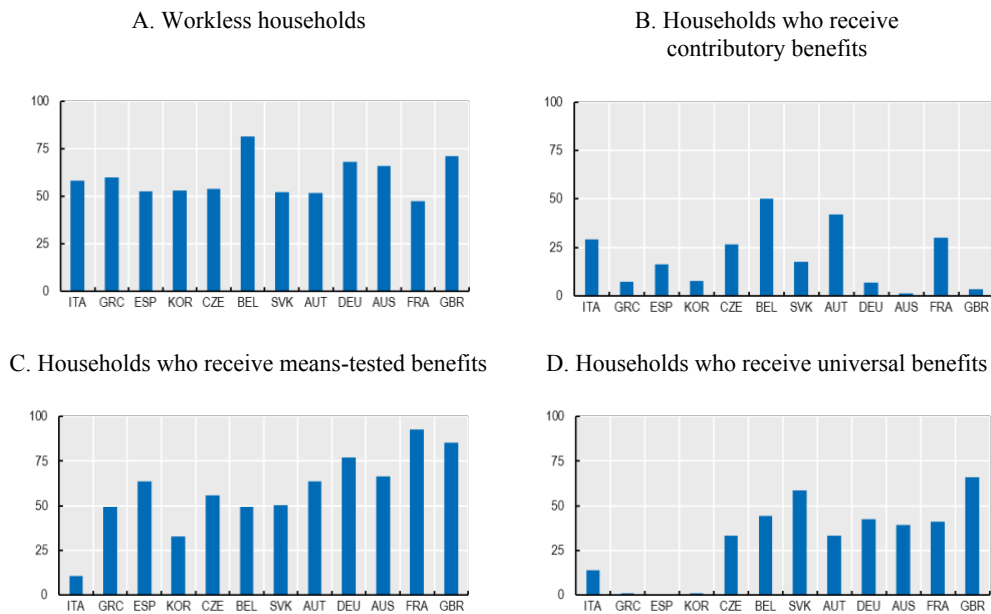 A. Workless households
B. Households who receive
contributory benefits
100
75
50
25
0
ITA GRC ESP KOR CZE BEL SVK AUT DEU AUS FRA GBR
100
75
50
25
0
ITA GRC ESP KOR CZE BEL SVK AUT DEU AUS FRA GBR
C. Households who receive means-tested benefits
D. Households who receive universal benefits
100
75
50
25
0
ITA GRC ESP KOR CZE BEL SVK AUT DEU AUS FRA GBR
100
75
50
25
0
ITA GRC ESP KOR CZE BEL SVK AUT DEU AUS FRA GBR